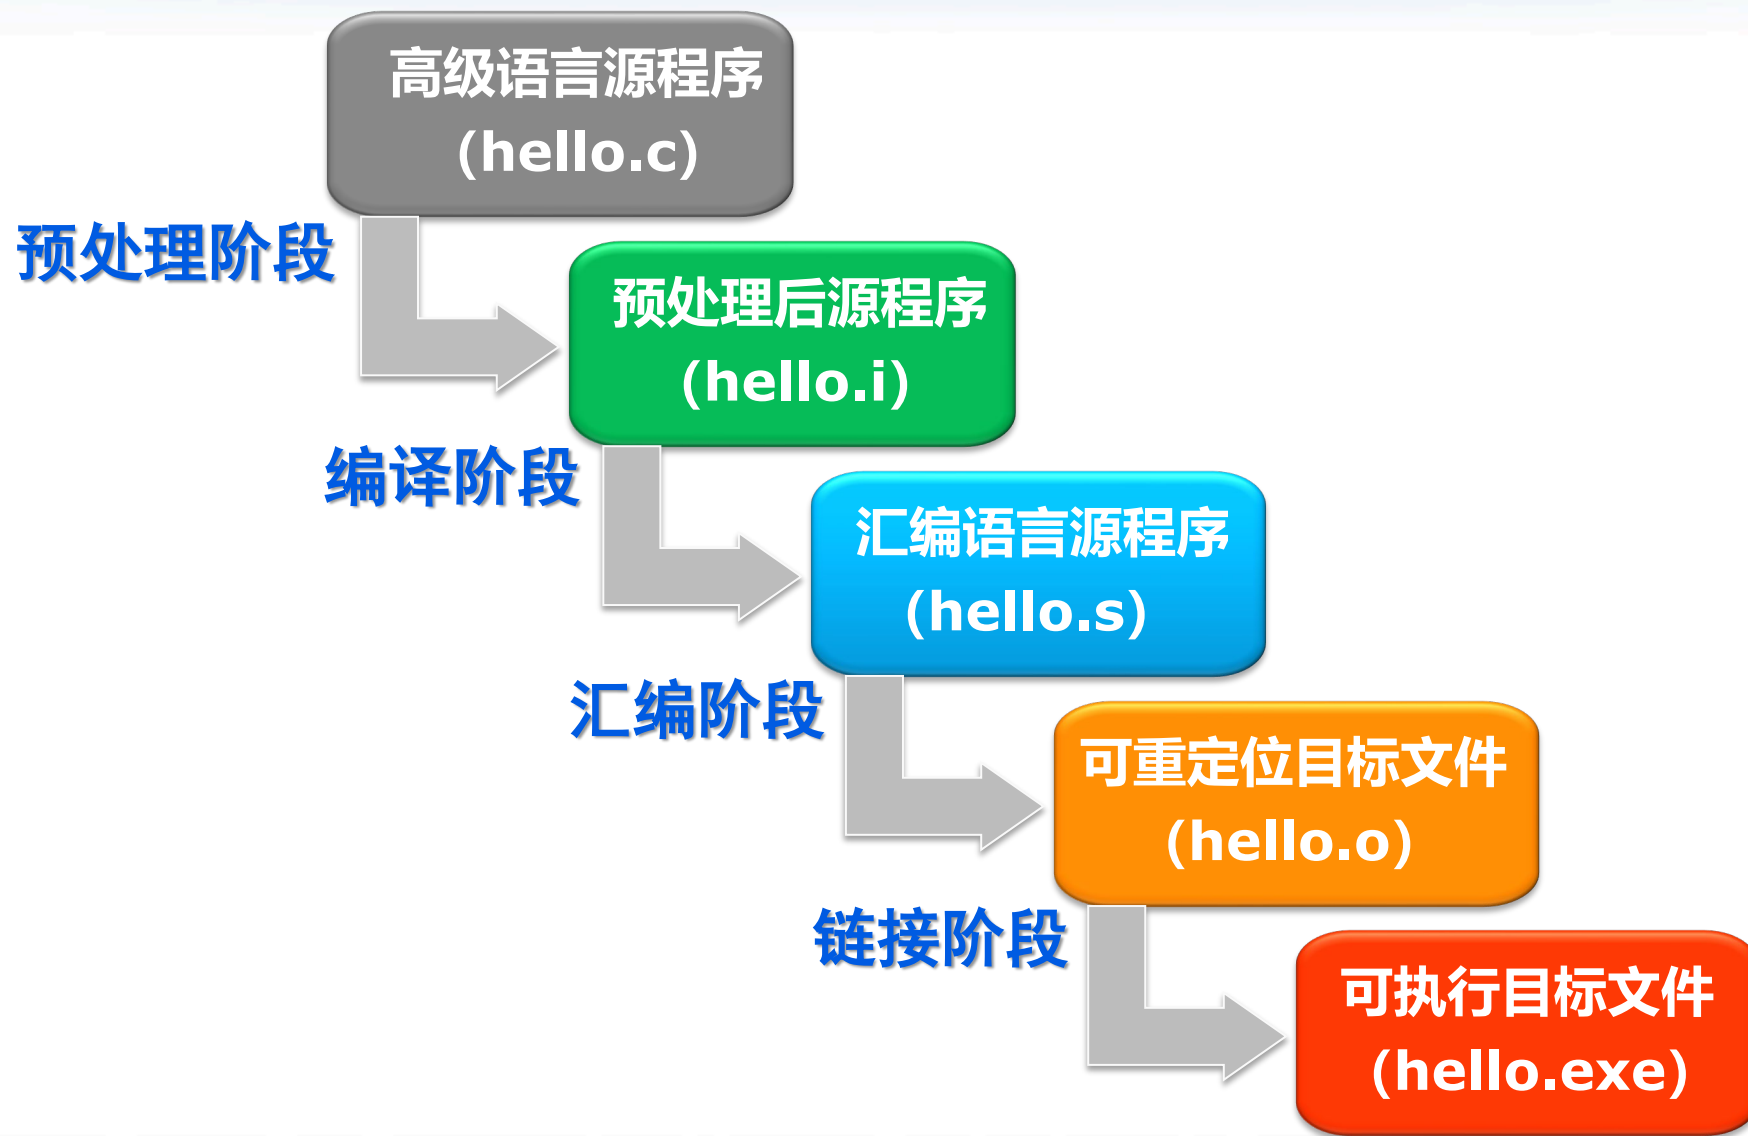 高级语言源程序
(hello.c)
预处理阶段
预处理后源程序
(hello.i)
编译阶段
汇编语言源程序
(hello.s)
汇编阶段
可重定位目标文件
(hello.o)
链接阶段
可执行目标文件
(hello.exe)